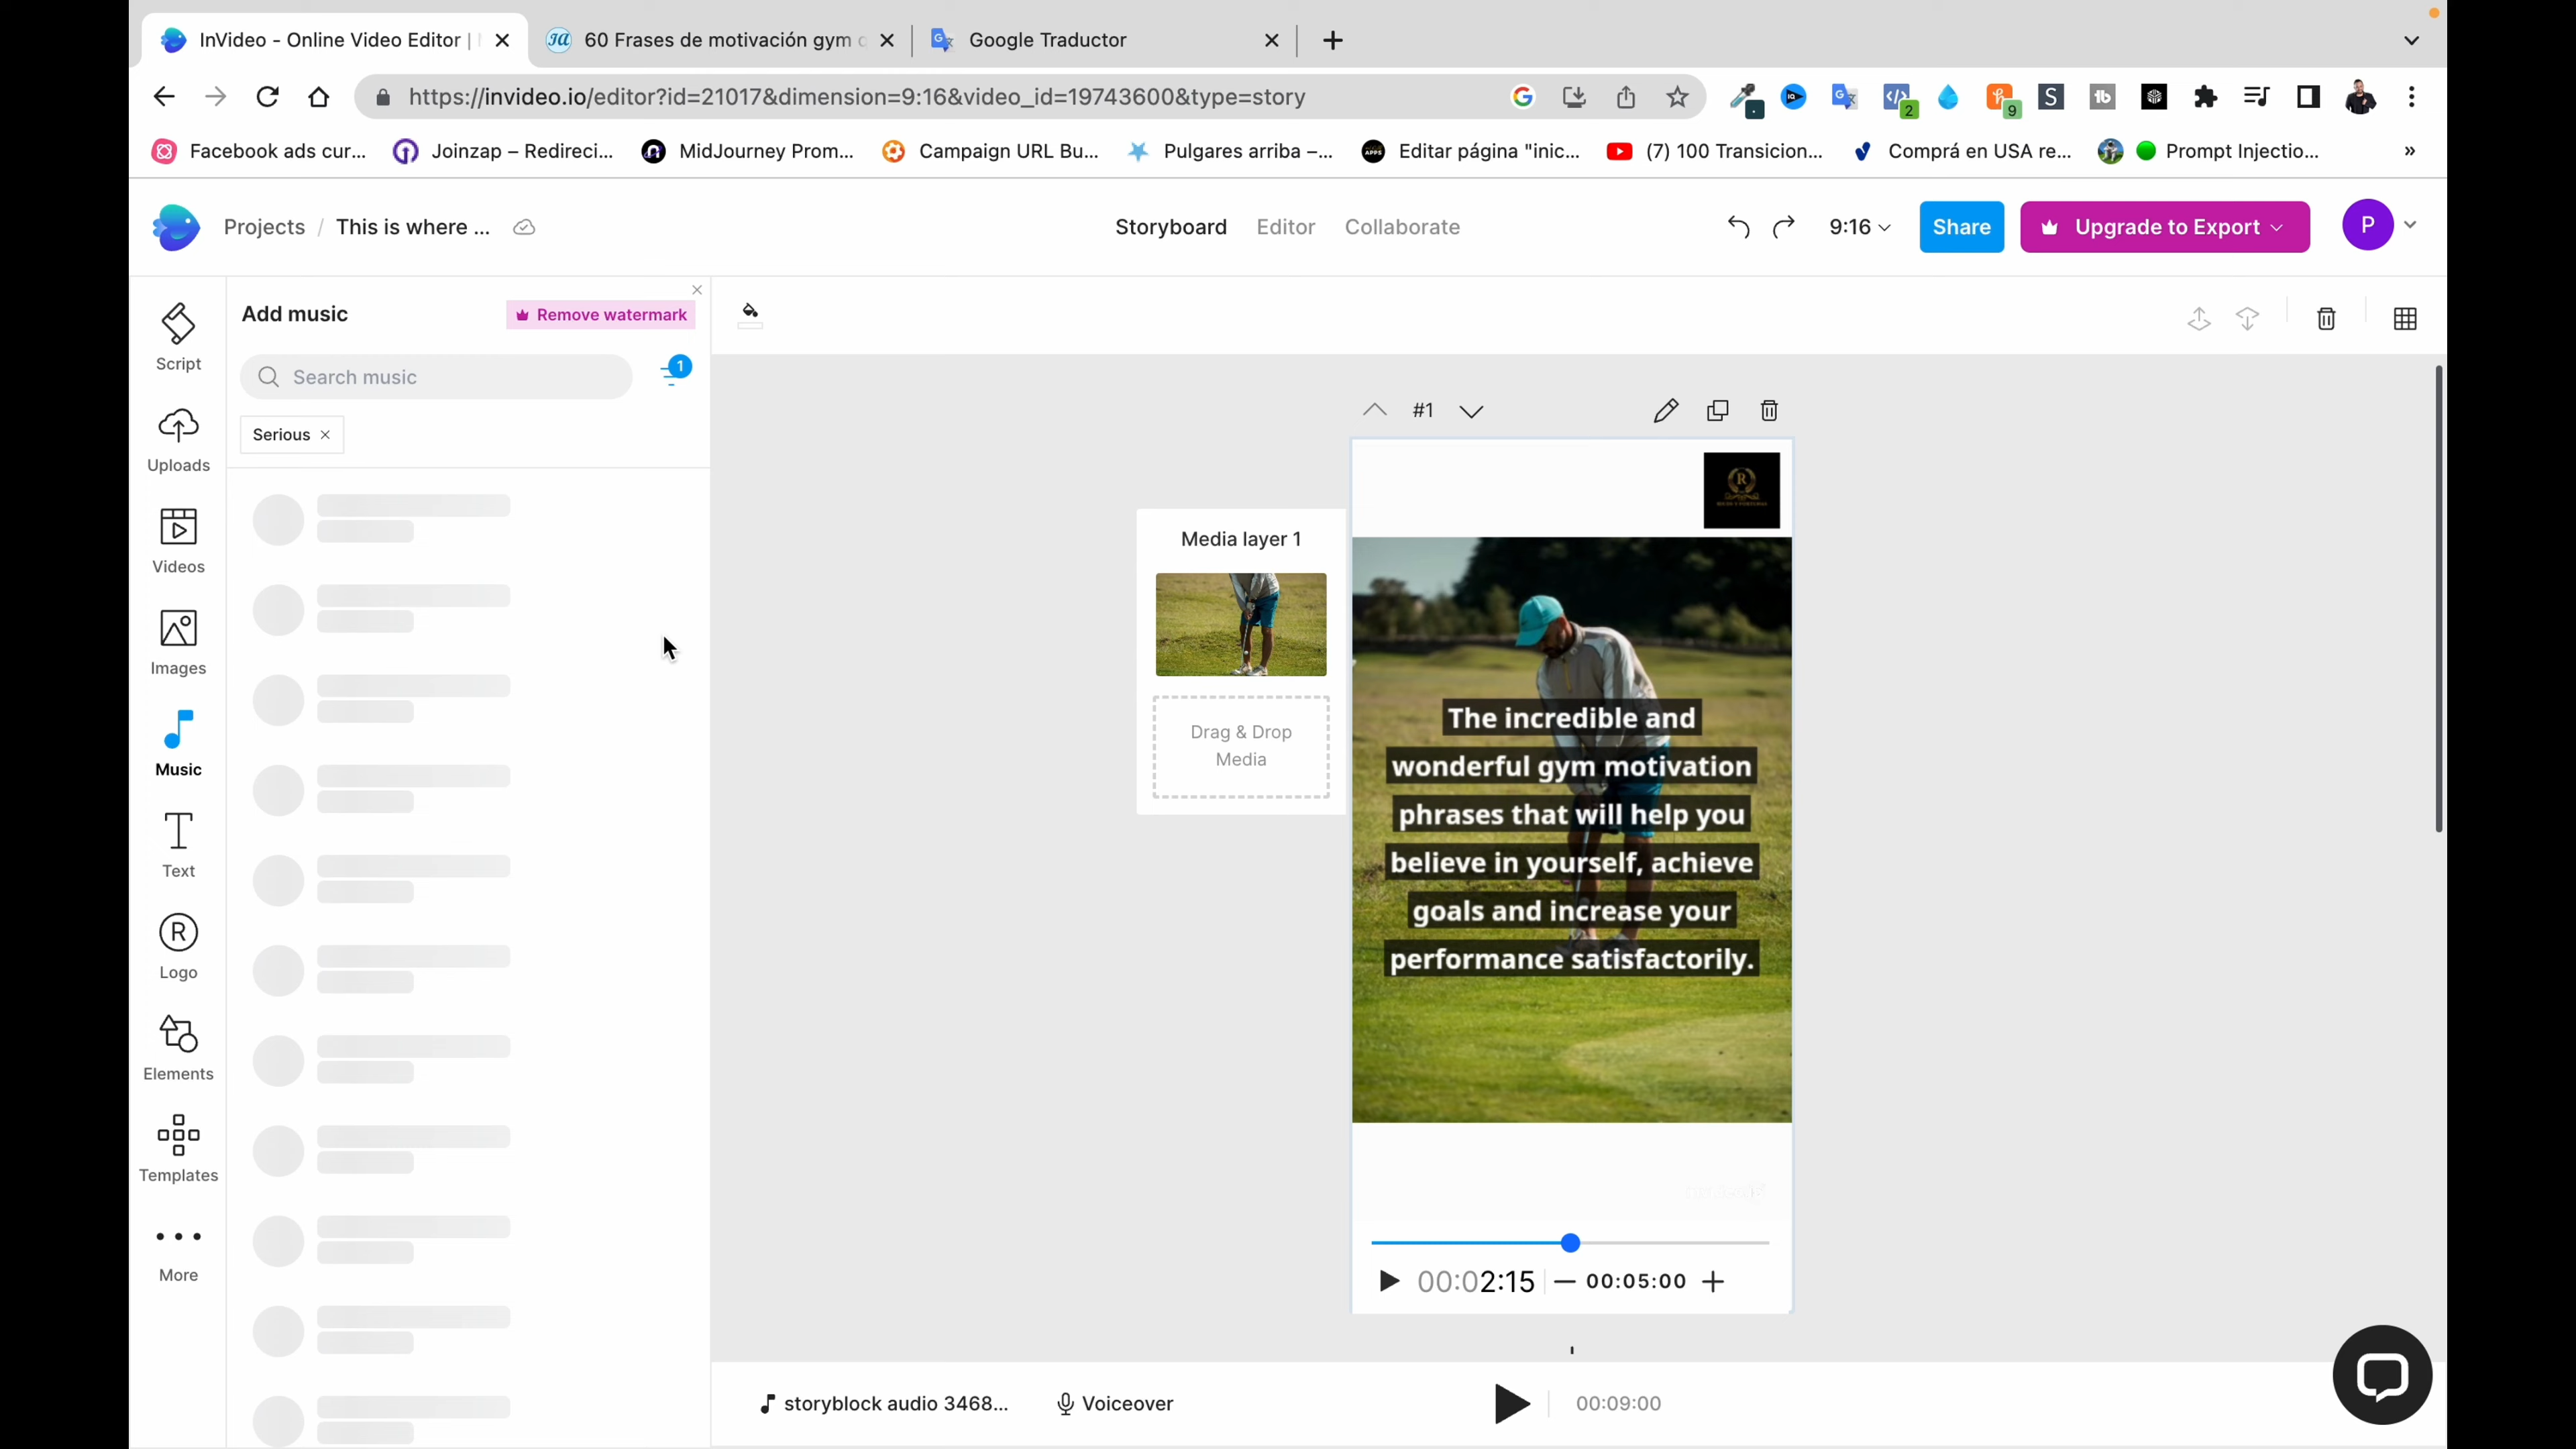 InVideo - Online Video Editor |
60 Frases de motivación gym
Google Traductor
https://invideo.io/editor?id=21017&dimension=9:16&video_id=19743600&type=story
2
9
S
tb
Facebook ads cur...
Joinzap – Redireci...
MidJourney Prom...
Campaign URL Bu...
Pulgares arriba –...
Editar página "inic...
(7) 100 Transicion...
Comprá en USA re...
Prompt Injectio...
»
Projects / This is where ...
Storyboard
Editor
Collaborate
9:16
Share
Upgrade to Export
P
Script
Uploads
Videos
Images
Music
Text
Logo
Elements
Templates
More
Add music
Remove watermark
Search music
1
Serious
#1
Media layer 1
Drag & Drop
Media
R
The incredible and
wonderful gym motivation
phrases that will help you
believe in yourself, achieve
goals and increase your
performance satisfactorily.
00:02:15
00:05:00
storyblock audio 3468...
Voiceover
00:09:00